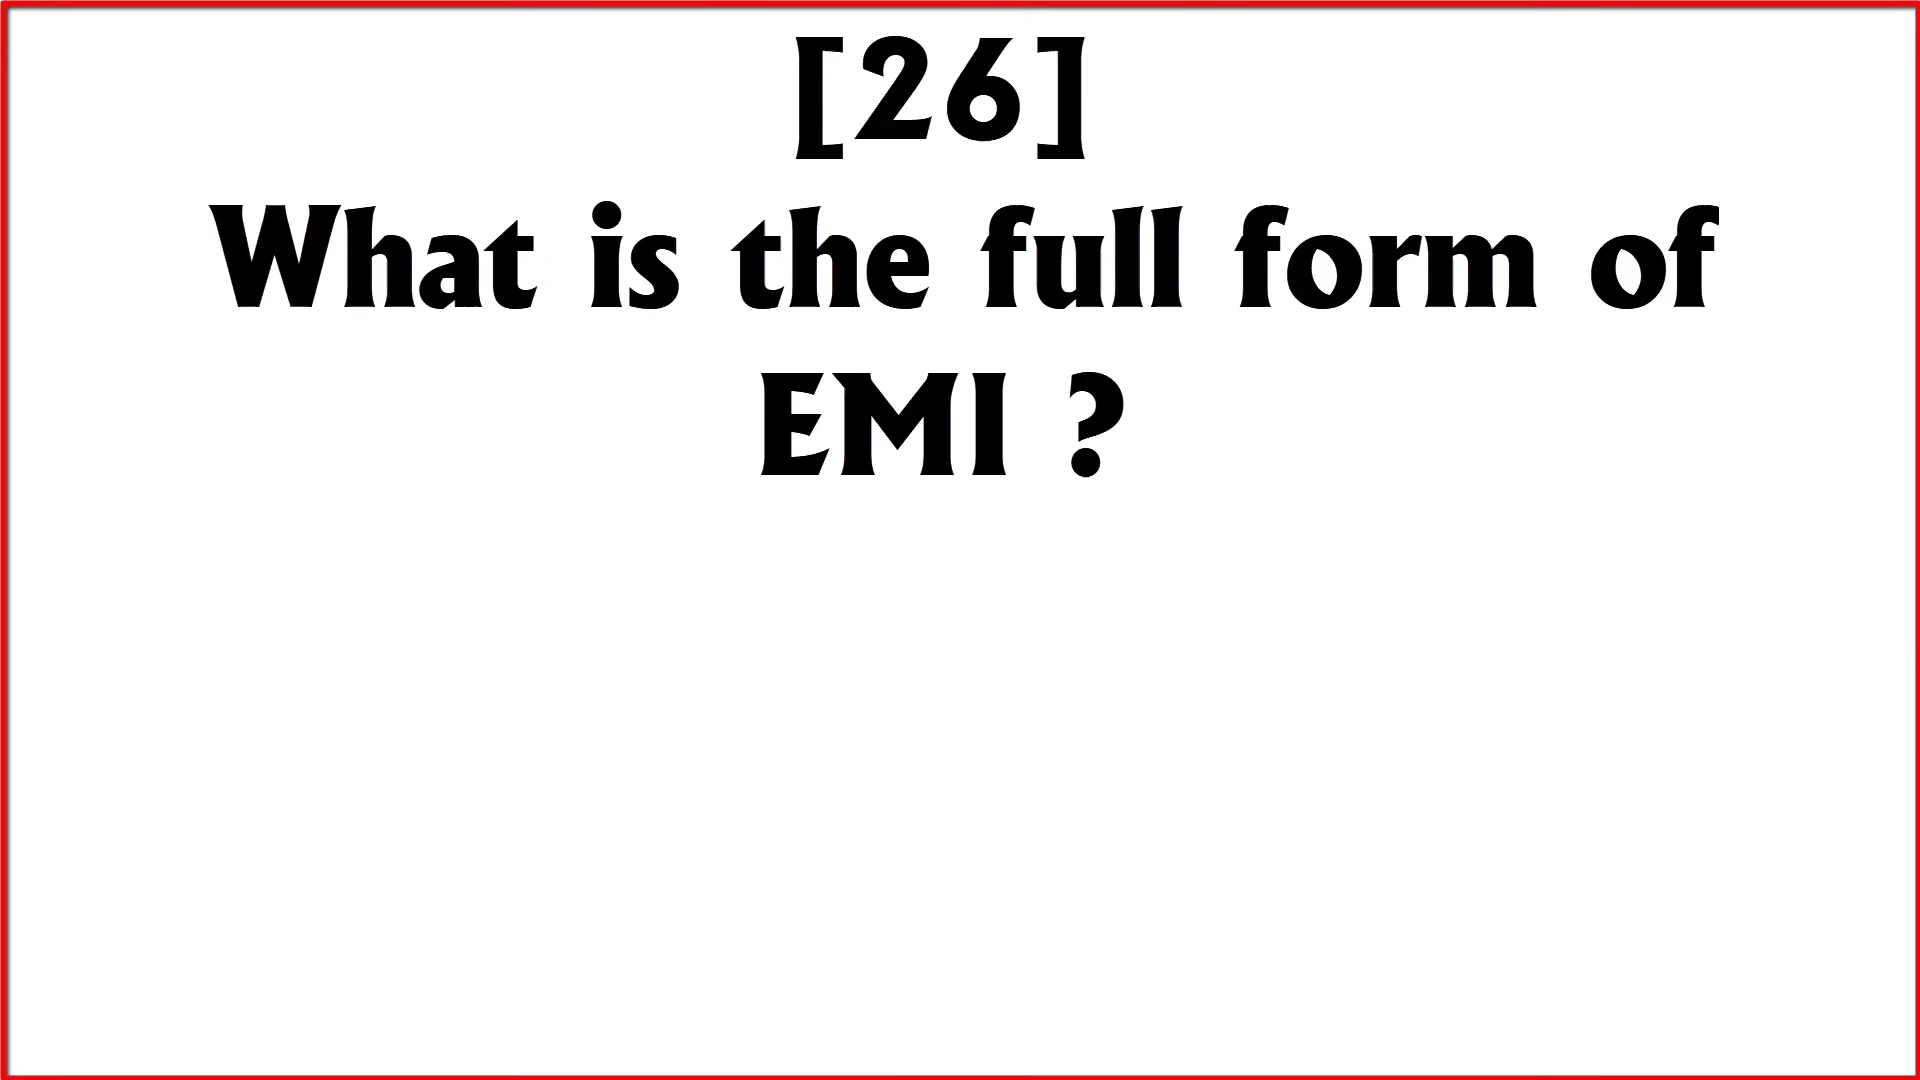 [26]
What is the full form of
EMI ?